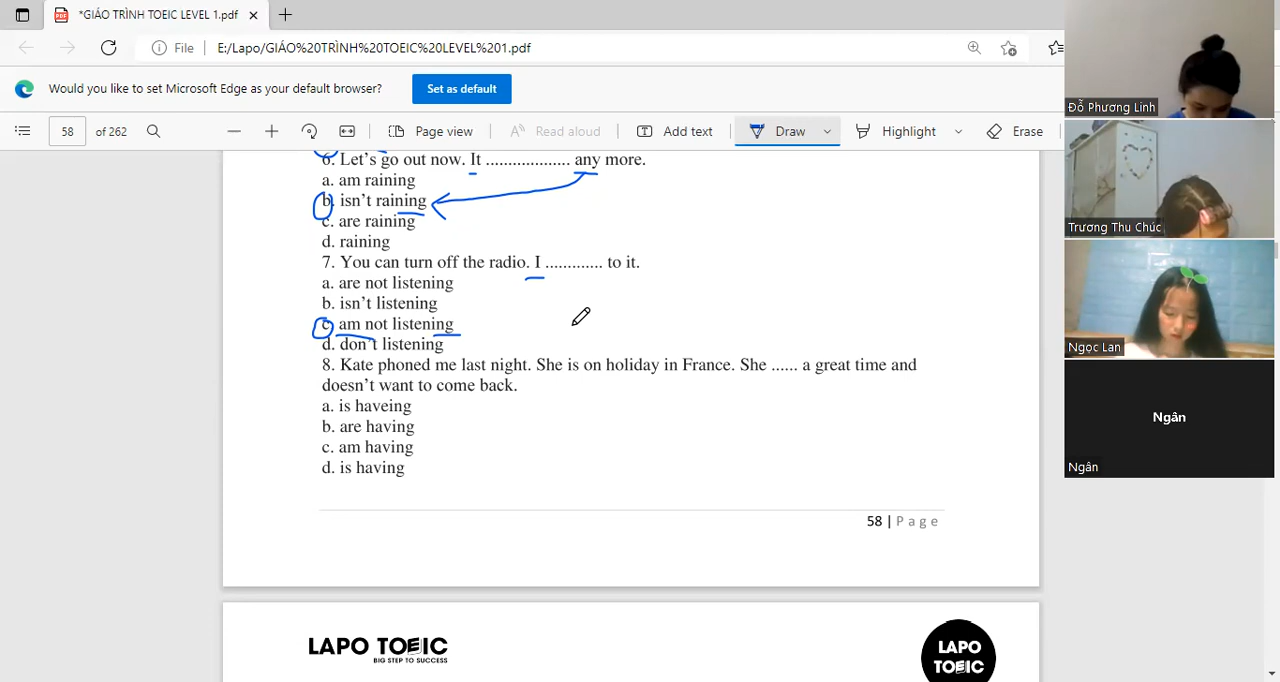 *GIÁO TRÌNH TOEIC LEVEL 1.pdf
File E:/Lapo/GIÁO%20TRÌNH%20TOEIC%20LEVEL%201.pdf
Would you like to set Microsoft Edge as your default browser? Set as default
58 of 262 Page view Read aloud Add text Draw Highlight Erase
6. Let's go out now. It ................... any more.
a. am raining
b. isn't raining
c. are raining
d. raining
7. You can turn off the radio. I ............. to it.
a. are not listening
b. isn't listening
c. am not listening
d. don't listening
8. Kate phoned me last night. She is on holiday in France. She ...... a great time and
doesn't want to come back.
a. is haveing
b. are having
c. am having
d. is having
58 | Page
LAPO TOEIC
BIG STEP TO SUCCESS
LAPO
TOEIC
Đỗ Phương Linh
Trương Thu Chúc
Ngọc Lan
Ngân
Ngân